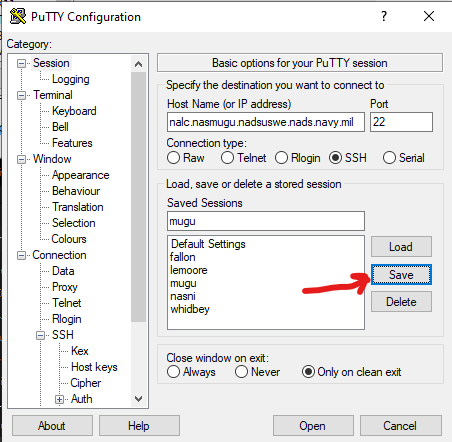 PuTTY Configuration
Category:
Session
Logging
Terminal
Keyboard
Bell
Features
Window
Appearance
Behaviour
Translation
Selection
Colours
Connection
Data
Proxy
Telnet
Rlogin
SSH
Kex
Host keys
Cipher
Auth
Basic options for your PuTTY session
Specify the destination you want to connect to
Host Name (or IP address) Port
nalc.nasmugu.nadsuswe.nads.navy.mil 22
Connection type:
Raw Telnet Rlogin SSH Serial
Load, save or delete a stored session
Saved Sessions
mugu
Default Settings
fallon
lemoore
mugu
nasni
whidbey
Load
Save
Delete
Close window on exit:
Always Never Only on clean exit
About Help Open Cancel